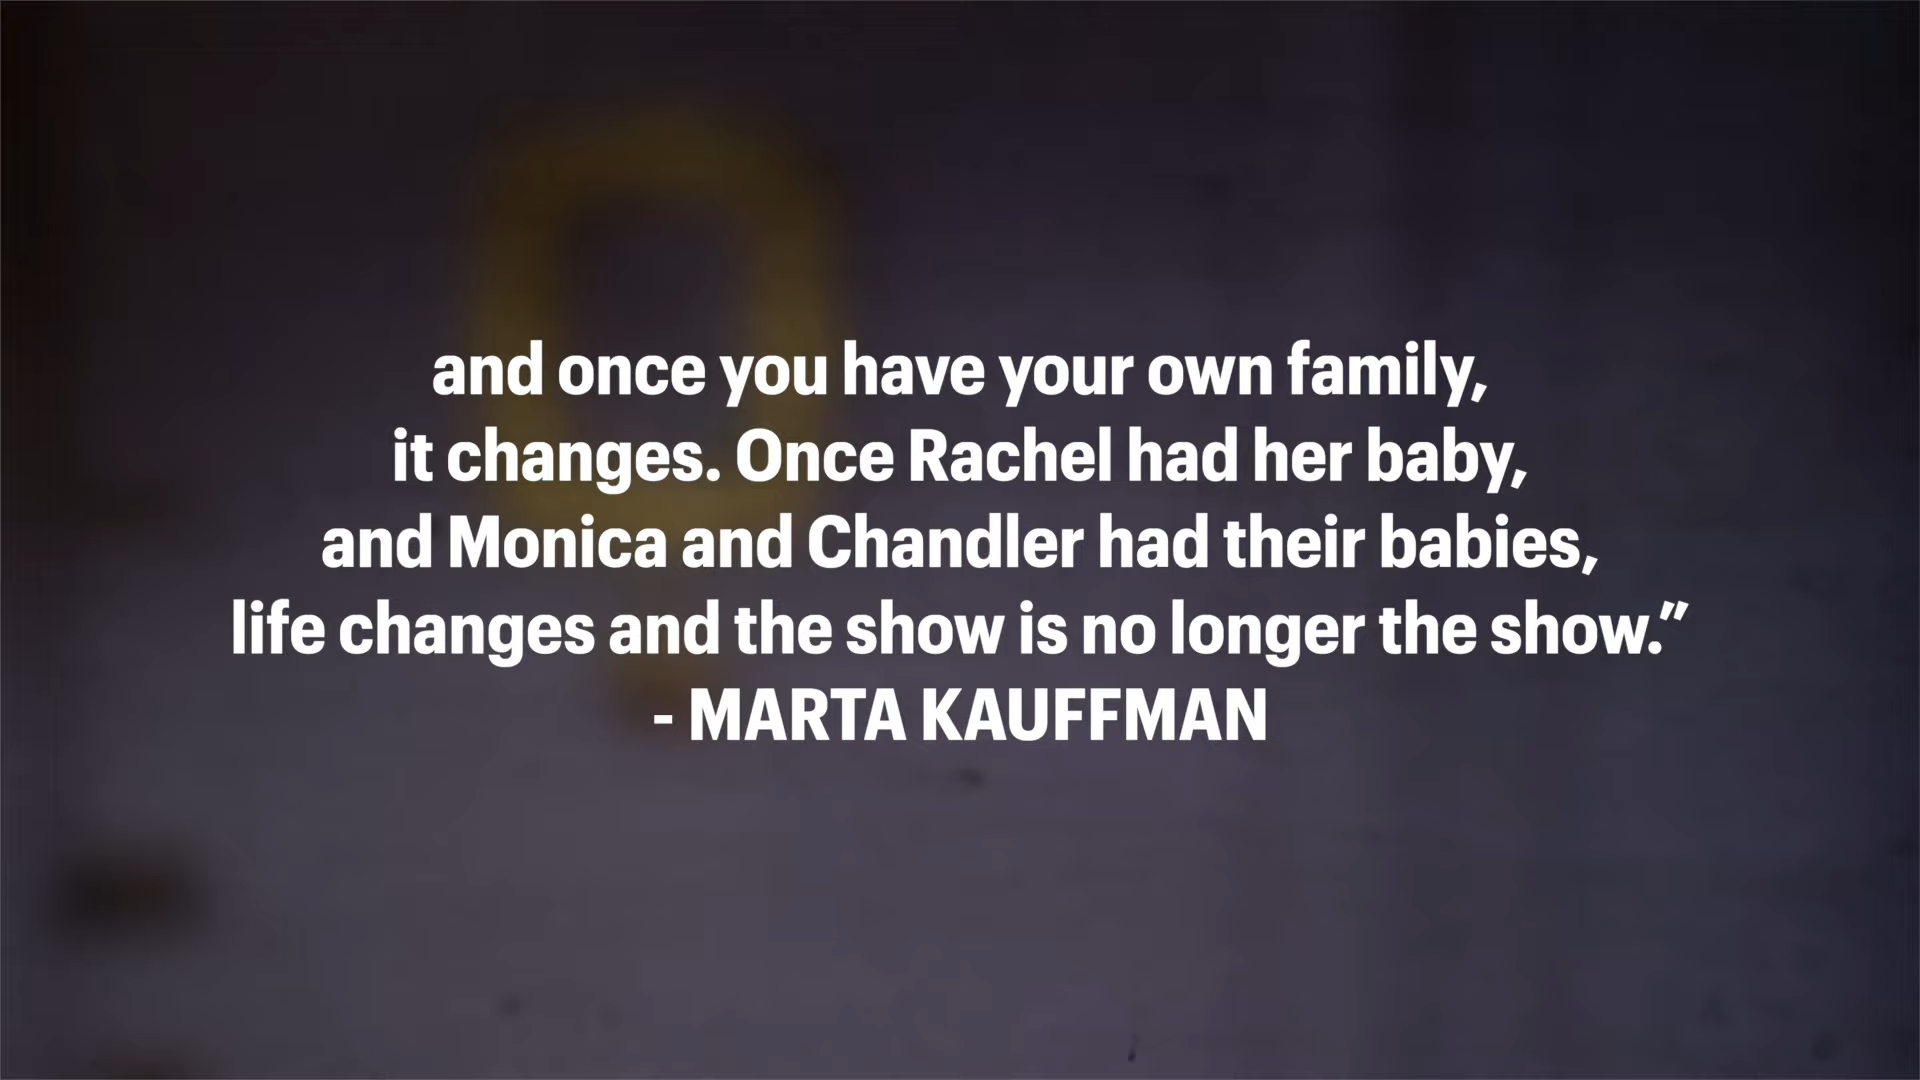 and once you have your own family,
it changes. Once Rachel had her baby,
and Monica and Chandler had their babies,
life changes and the show is no longer the show.”
- MARTA KAUFFMAN